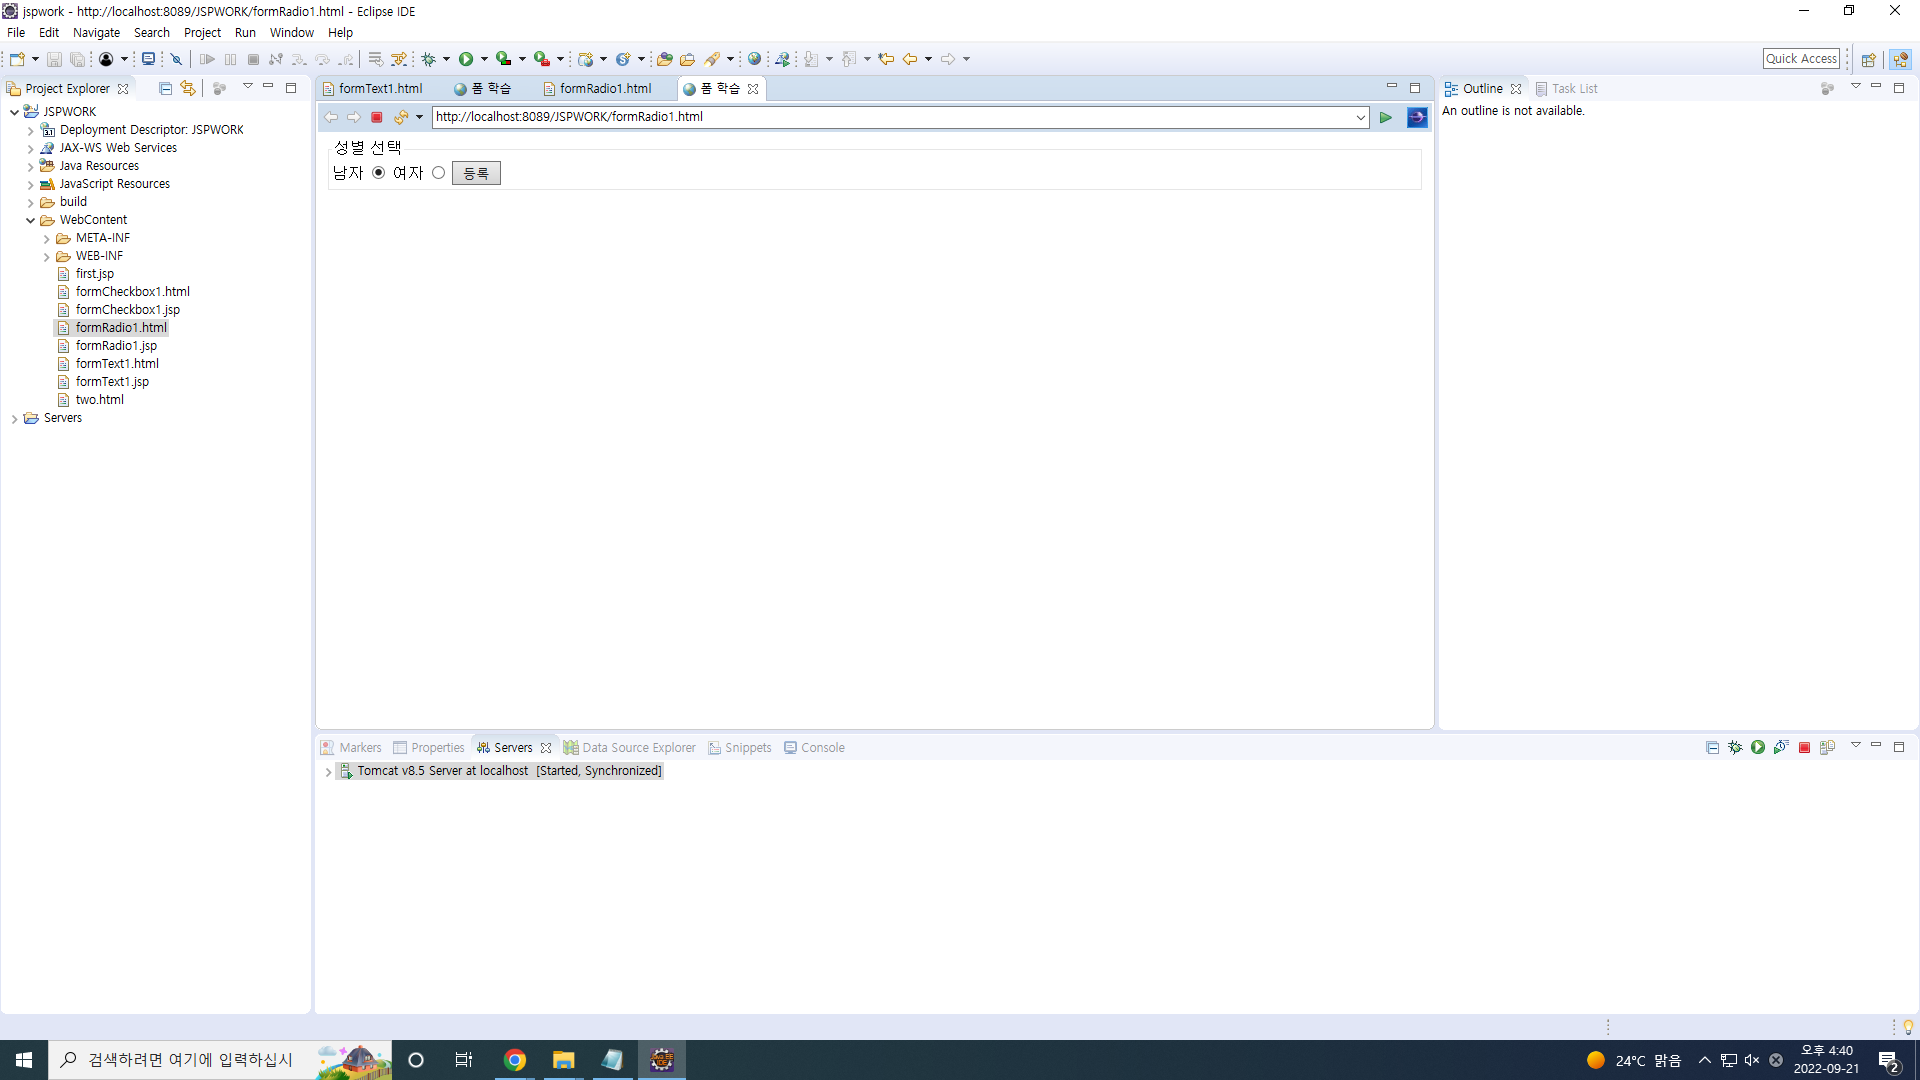 jspwork - http://localhost:8089/JSPWORK/formRadio1.html - Eclipse IDE
File Edit Navigate Search Project Run Window Help
Quick Access
Project Explorer
JSPWORK
Deployment Descriptor: JSPWORK
JAX-WS Web Services
Java Resources
JavaScript Resources
build
WebContent
META-INF
WEB-INF
first.jsp
formCheckbox1.html
formCheckbox1.jsp
formRadio1.html
formRadio1.jsp
formText1.html
formText1.jsp
two.html
Servers
formText1.html 폼 학습 formRadio1.html 폼 학습
http://localhost:8089/JSPWORK/formRadio1.html
성별 선택
남자 여자 등록
Outline Task List
An outline is not available.
Markers Properties Servers Data Source Explorer Snippets Console
Tomcat v8.5 Server at localhost [Started, Synchronized]
검색하려면 여기에 입력하십시
24°C 맑음
오후 4:40
2022-09-21
2